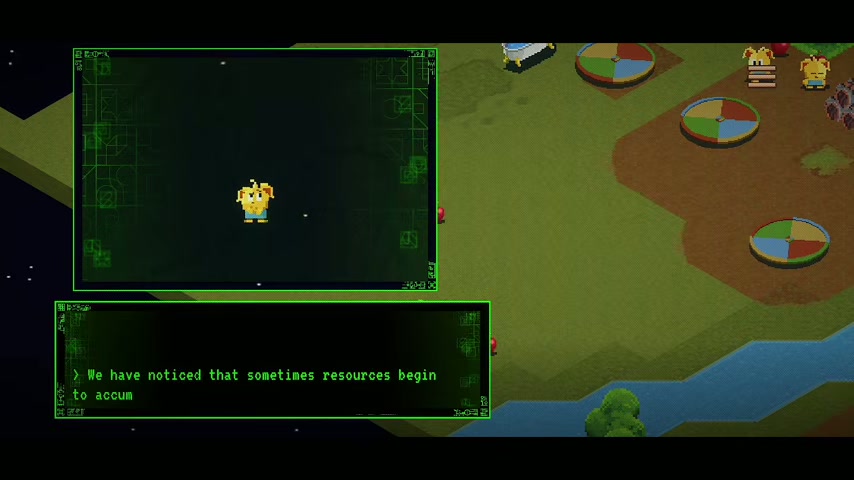 > We have noticed that sometimes resources begin
to accum